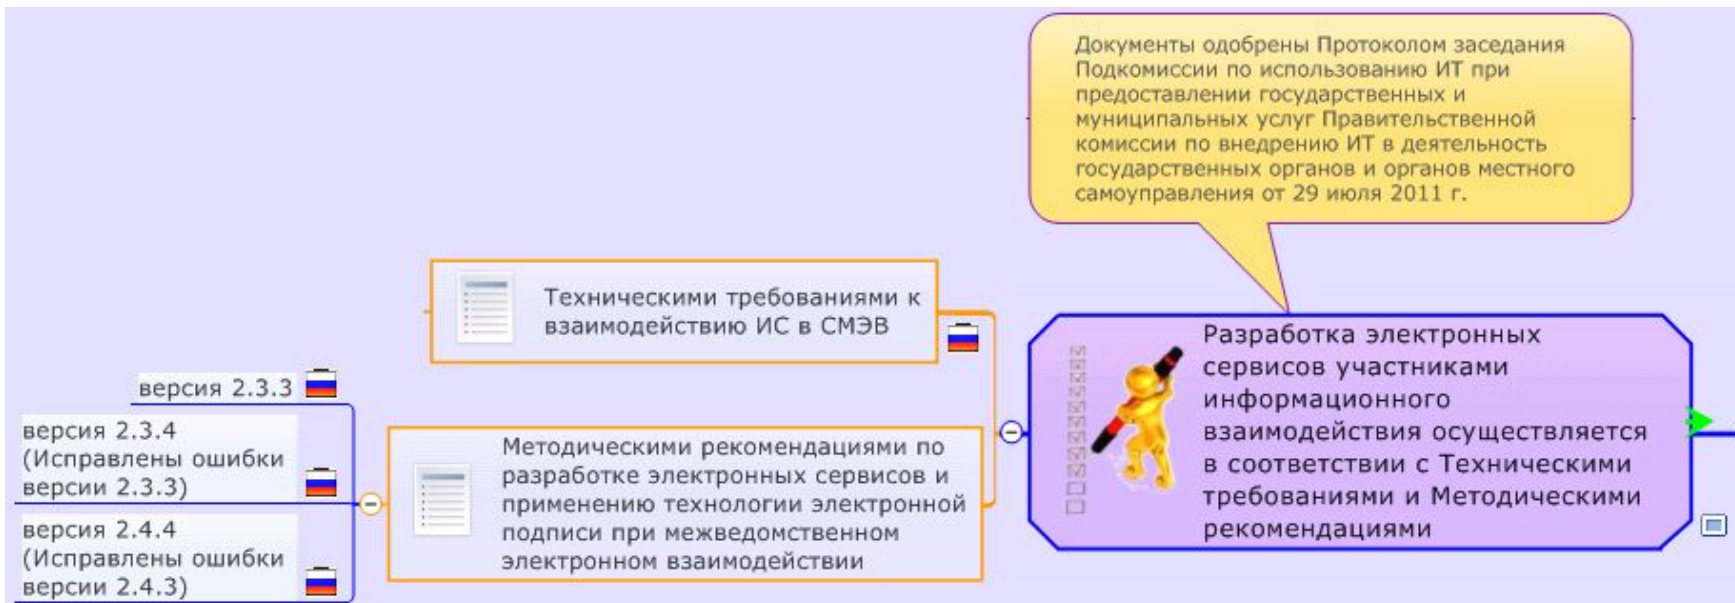 Документы одобрены Протоколом заседания
Подкомиссии по использованию ИТ при
предоставлении государственных и
муниципальных услуг Правительственной
комиссии по внедрению ИТ в деятельность
государственных органов и органов местного
самоуправления от 29 июля 2011 г.
Техническими требованиями к
взаимодействию ИС в СМЭВ
Разработка электронных
сервисов участниками
информационного
взаимодействия осуществляется
в соответствии с Техническими
требованиями и Методическими
рекомендациями
Методическими рекомендациями по
разработке электронных сервисов и
применению технологии электронной
подписи при межведомственном
электронном взаимодействии
версия 2.3.3
версия 2.3.4
(Исправлены ошибки
версии 2.3.3)
версия 2.4.4
(Исправлены ошибки
версии 2.4.3)